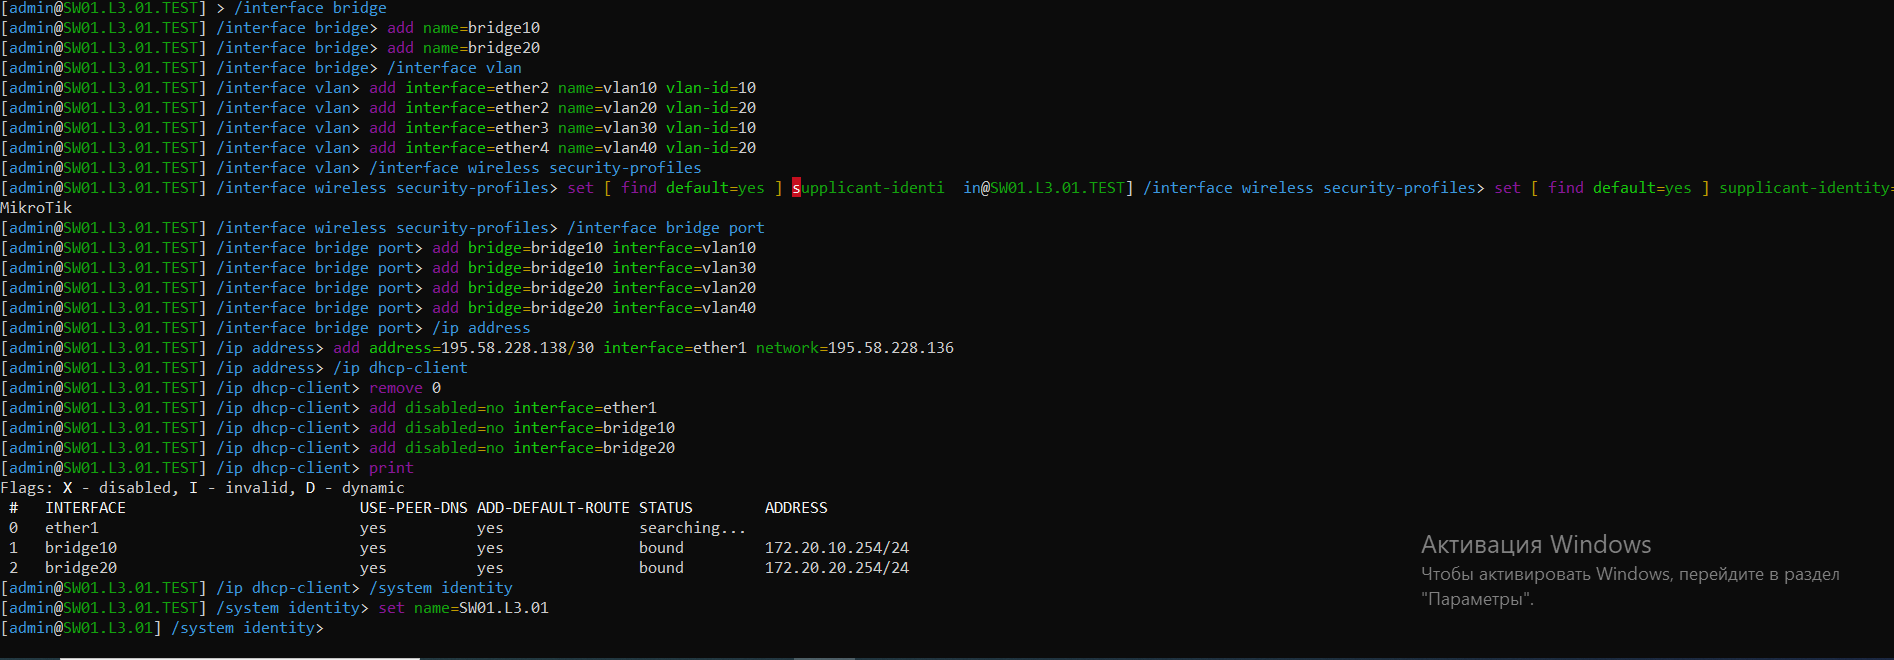 [admin@SW01.L3.01.TEST] > /interface bridge
[admin@SW01.L3.01.TEST] /interface bridge> add name=bridge10
[admin@SW01.L3.01.TEST] /interface bridge> add name=bridge20
[admin@SW01.L3.01.TEST] /interface bridge> /interface vlan
[admin@SW01.L3.01.TEST] /interface vlan> add interface=ether2 name=vlan10 vlan-id=10
[admin@SW01.L3.01.TEST] /interface vlan> add interface=ether2 name=vlan20 vlan-id=20
[admin@SW01.L3.01.TEST] /interface vlan> add interface=ether3 name=vlan30 vlan-id=10
[admin@SW01.L3.01.TEST] /interface vlan> add interface=ether4 name=vlan40 vlan-id=20
[admin@SW01.L3.01.TEST] /interface vlan> /interface wireless security-profiles
[admin@SW01.L3.01.TEST] /interface wireless security-profiles> set [ find default=yes ] supplicant-identi  in@SW01.L3.01.TEST] /interface wireless security-profiles> set [ find default=yes ] supplicant-identity=
MikroTik
[admin@SW01.L3.01.TEST] /interface wireless security-profiles> /interface bridge port
[admin@SW01.L3.01.TEST] /interface bridge port> add bridge=bridge10 interface=vlan10
[admin@SW01.L3.01.TEST] /interface bridge port> add bridge=bridge10 interface=vlan30
[admin@SW01.L3.01.TEST] /interface bridge port> add bridge=bridge20 interface=vlan20
[admin@SW01.L3.01.TEST] /interface bridge port> add bridge=bridge20 interface=vlan40
[admin@SW01.L3.01.TEST] /interface bridge port> /ip address
[admin@SW01.L3.01.TEST] /ip address> add address=195.58.228.138/30 interface=ether1 network=195.58.228.136
[admin@SW01.L3.01.TEST] /ip address> /ip dhcp-client
[admin@SW01.L3.01.TEST] /ip dhcp-client> remove 0
[admin@SW01.L3.01.TEST] /ip dhcp-client> add disabled=no interface=ether1
[admin@SW01.L3.01.TEST] /ip dhcp-client> add disabled=no interface=bridge10
[admin@SW01.L3.01.TEST] /ip dhcp-client> add disabled=no interface=bridge20
[admin@SW01.L3.01.TEST] /ip dhcp-client> print
Flags: X - disabled, I - invalid, D - dynamic
#   INTERFACE   USE-PEER-DNS ADD-DEFAULT-ROUTE STATUS   ADDRESS
0   ether1   yes   yes   searching...
1   bridge10   yes   yes   bound   172.20.10.254/24
2   bridge20   yes   yes   bound   172.20.20.254/24
[admin@SW01.L3.01.TEST] /ip dhcp-client> /system identity
[admin@SW01.L3.01.TEST] /system identity> set name=SW01.L3.01
[admin@SW01.L3.01] /system identity>
Активация Windows
Чтобы активировать Windows, перейдите в раздел
"Параметры".